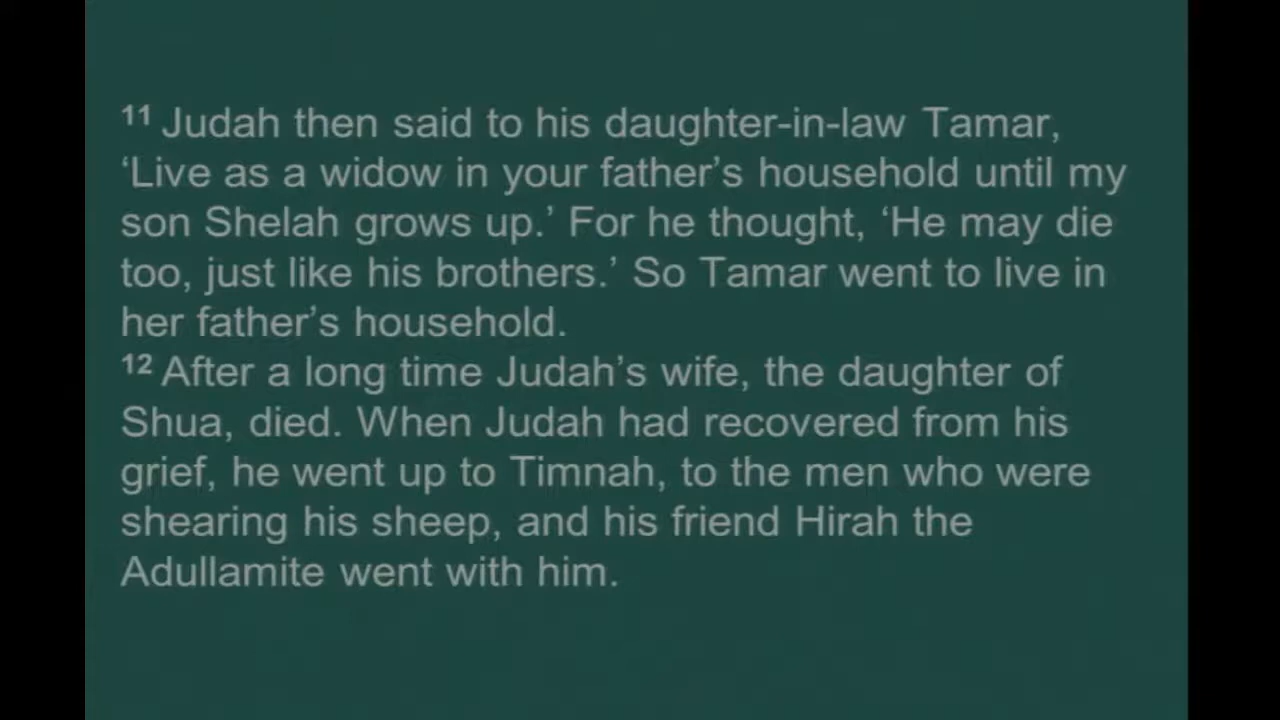 11 Judah then said to his daughter-in-law Tamar,
‘Live as a widow in your father’s household until my
son Shelah grows up.’ For he thought, ‘He may die
too, just like his brothers.’ So Tamar went to live in
her father’s household.
12 After a long time Judah’s wife, the daughter of
Shua, died. When Judah had recovered from his
grief, he went up to Timnah, to the men who were
shearing his sheep, and his friend Hirah the
Adullamite went with him.